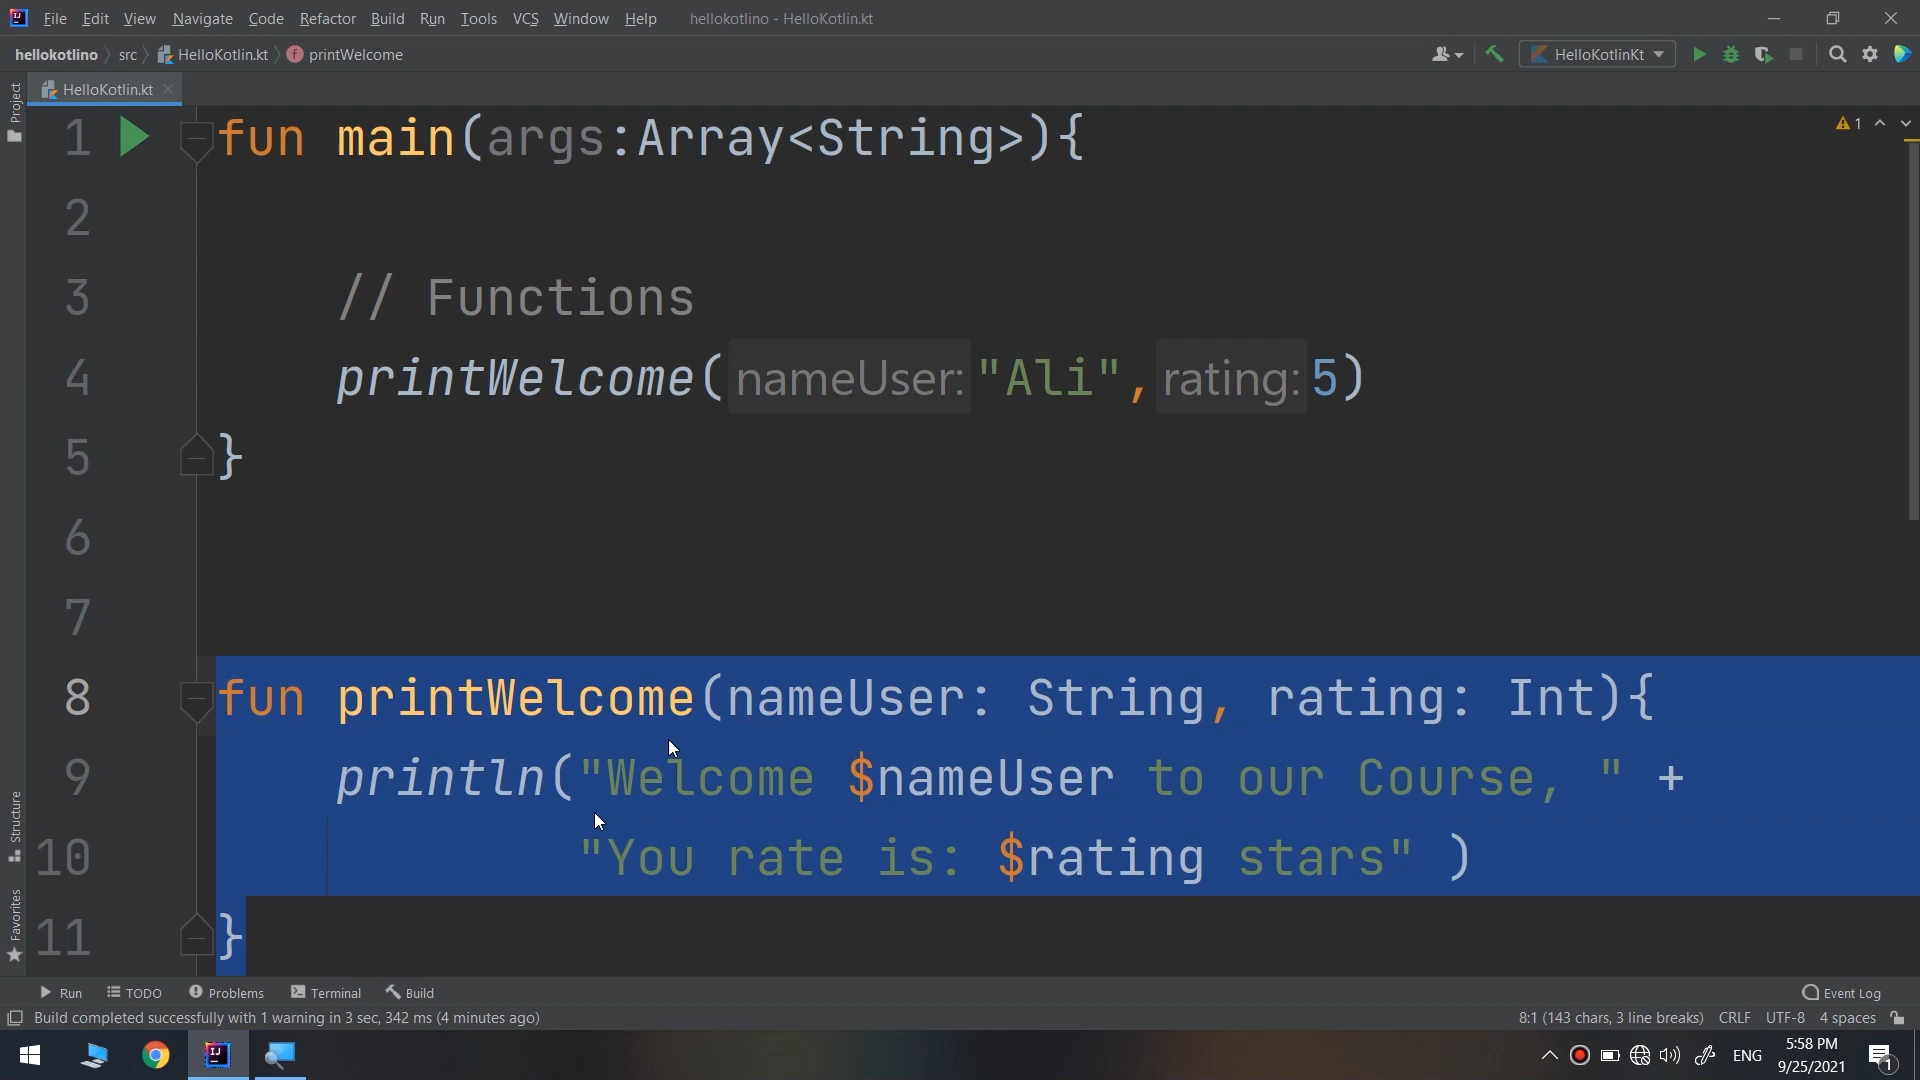 File Edit View Navigate Code Refactor Build Run Tools VCS Window Help hellokotlino - HelloKotlin.kt
hellokotlino src HelloKotlin.kt printWelcome HelloKotlinKt
HelloKotlin.kt
Project
1 fun main(args:Array<String>){
1
2
3 // Functions
4 printWelcome(nameUser:"Ali", rating:5)
5 }
6
7
8 fun printWelcome(nameUser: String, rating: Int){
9 println("Welcome $nameUser to our Course, " +
10 "You rate is: $rating stars" )
11 }
Structure
Favorites
Run TODO Problems Terminal Build Event Log
Build completed successfully with 1 warning in 3 sec, 342 ms (4 minutes ago) 8:1 (143 chars, 3 line breaks) CRLF UTF-8 4 spaces
ENG 5:58 PM
9/25/2021 1